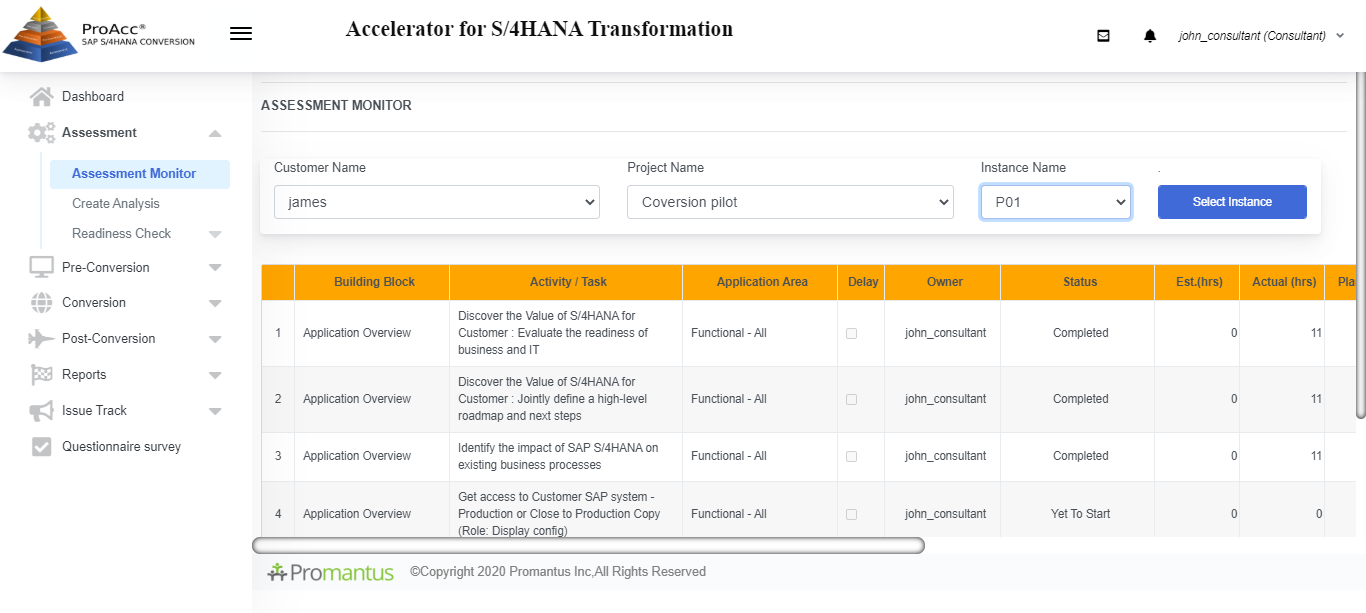 ProAcc®
SAP S/4HANA CONVERSION
Accelerator for S/4HANA Transformation
john_consultant (Consultant)
Dashboard
Assessment
Assessment Monitor
Create Analysis
Readiness Check
Pre-Conversion
Conversion
Post-Conversion
Reports
Issue Track
Questionnaire survey
ASSESSMENT MONITOR
Customer Name Project Name Instance Name .
james Coversion pilot P01 Select Instance
Building Block Activity / Task Application Area Delay Owner Status Est.(hrs) Actual (hrs) Pla
Discover the Value of S/4HANA for
1 Application Overview Customer : Evaluate the readiness of Functional - All john_consultant Completed 0 11
business and IT
Discover the Value of S/4HANA for
2 Application Overview Customer : Jointly define a high-level Functional - All john_consultant Completed 0 11
roadmap and next steps
Identify the impact of SAP S/4HANA on
3 Application Overview existing business processes Functional - All john_consultant Completed 0 11
Get access to Customer SAP system -
4 Application Overview Production or Close to Production Copy Functional - All john_consultant Yet To Start 0 0
(Role: Display config)
Promantus ©Copyright 2020 Promantus Inc,All Rights Reserved